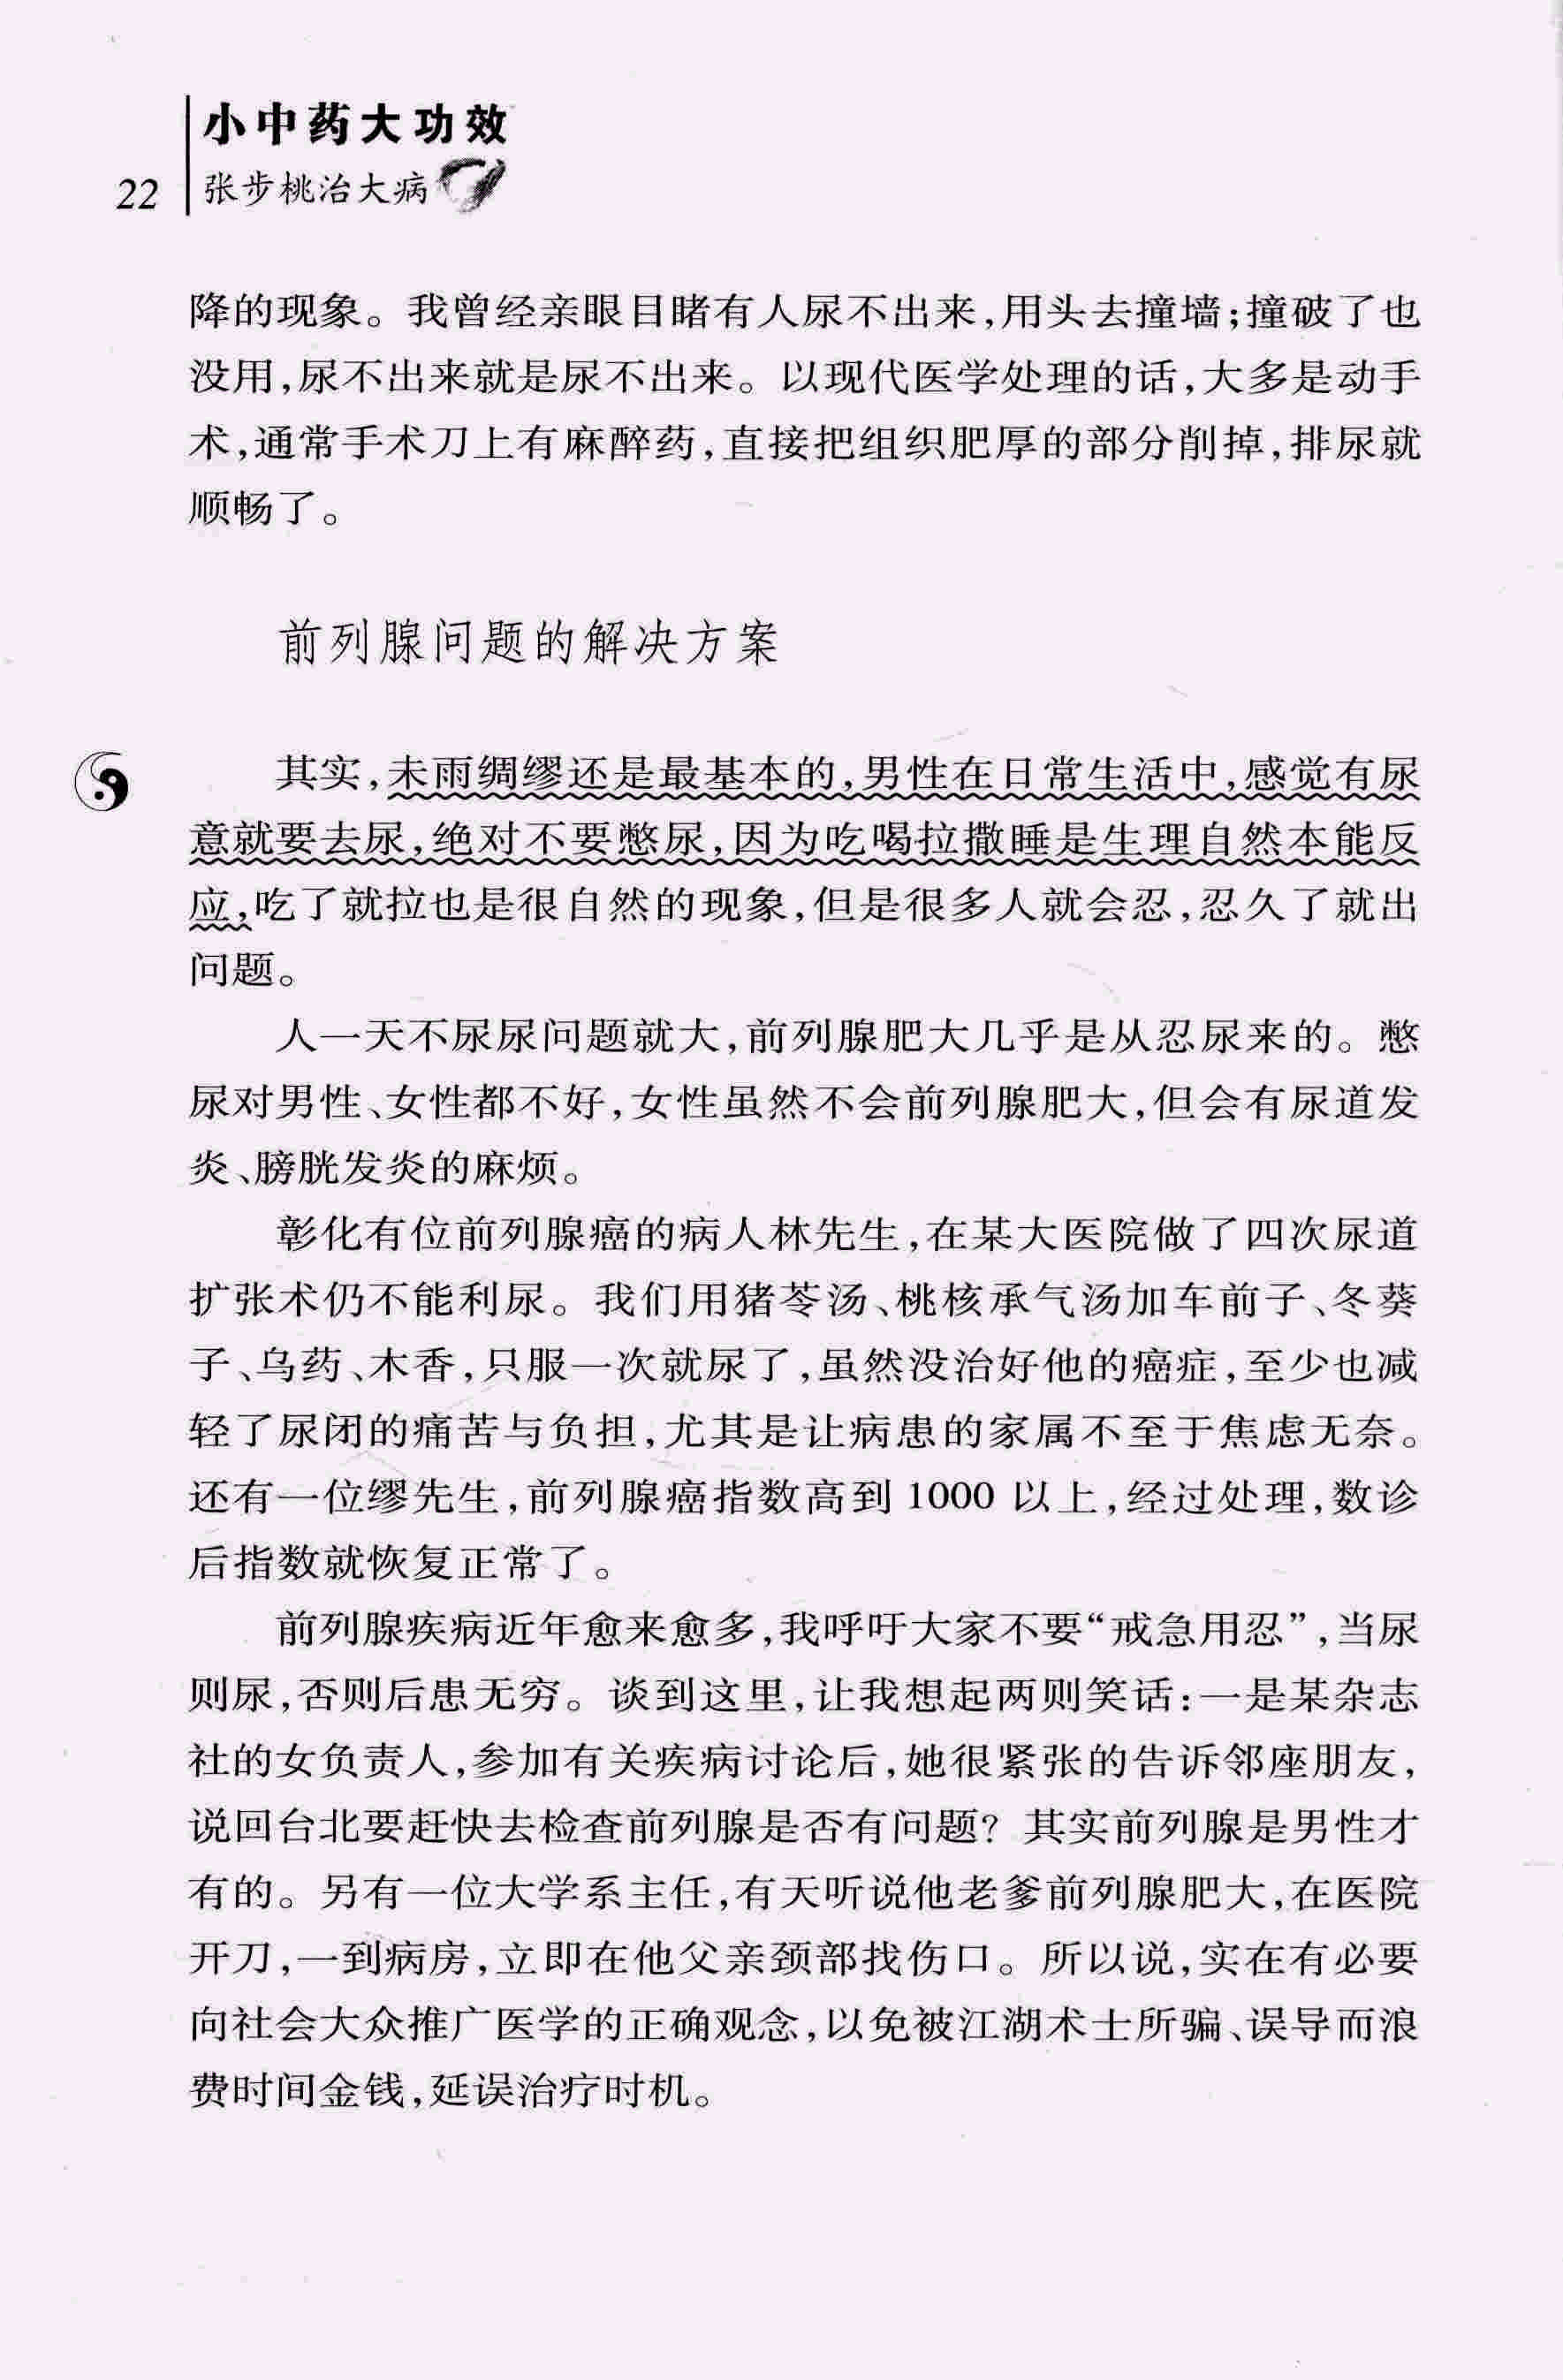 小中药大功效
22 张步桃治大病
降的现象。我曾经亲眼目睹有人尿不出来,用头去撞墙;撞破了也
没用,尿不出来就是尿不出来。以现代医学处理的话,大多是动手
术,通常手术刀上有麻醉药,直接把组织肥厚的部分削掉,排尿就
顺畅了。
前列腺问题的解决方案
其实,未雨绸缪还是最基本的,男性在日常生活中,感觉有尿
意就要去尿,绝对不要憋尿,因为吃喝拉撒睡是生理自然本能反
应,吃了就拉也是很自然的现象,但是很多人就会忍,忍久了就出
问题。
人一天不尿尿问题就大,前列腺肥大几乎是从忍尿来的。憋
尿对男性、女性都不好,女性虽然不会前列腺肥大,但会有尿道发
炎、膀胱发炎的麻烦。
彰化有位前列腺癌的病人林先生,在某大医院做了四次尿道
扩张术仍不能利尿。我们用猪苓汤、桃核承气汤加车前子、冬葵
子、乌药、木香,只服一次就尿了,虽然没治好他的癌症,至少也减
轻了尿闭的痛苦与负担,尤其是让病患的家属不至于焦虑无奈。
还有一位缪先生,前列腺癌指数高到 1000 以上,经过处理,数诊
后指数就恢复正常了。
前列腺疾病近年愈来愈多,我呼吁大家不要“戒急用忍”,当尿
则尿,否则后患无穷。谈到这里,让我想起两则笑话:一是某杂志
社的女负责人,参加有关疾病讨论后,她很紧张的告诉邻座朋友,
说回台北要赶快去检查前列腺是否有问题?其实前列腺是男性才
有的。另有一位大学系主任,有天听说他老爹前列腺肥大,在医院
开刀,一到病房,立即在他父亲颈部找伤口。所以说,实在有必要
向社会大众推广医学的正确观念,以免被江湖术士所骗、误导而浪
费时间金钱,延误治疗时机。